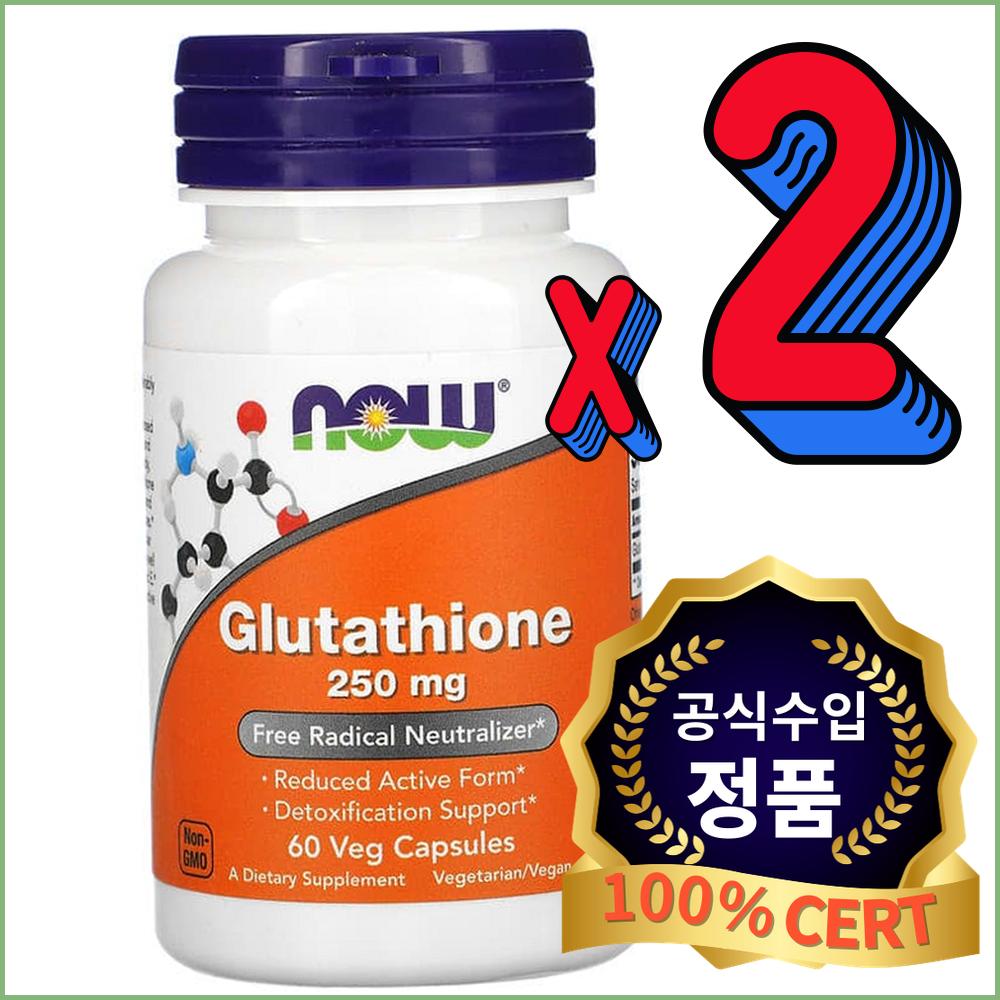 now®
Glutathione
250 mg
Free Radical Neutralizer*
• Reduced Active Form*
• Detoxification Support*
60 Veg Capsules
A Dietary Supplement Vegetarian/Vegan
Non-
GMO
x2
공식수입
정품
100% CERT